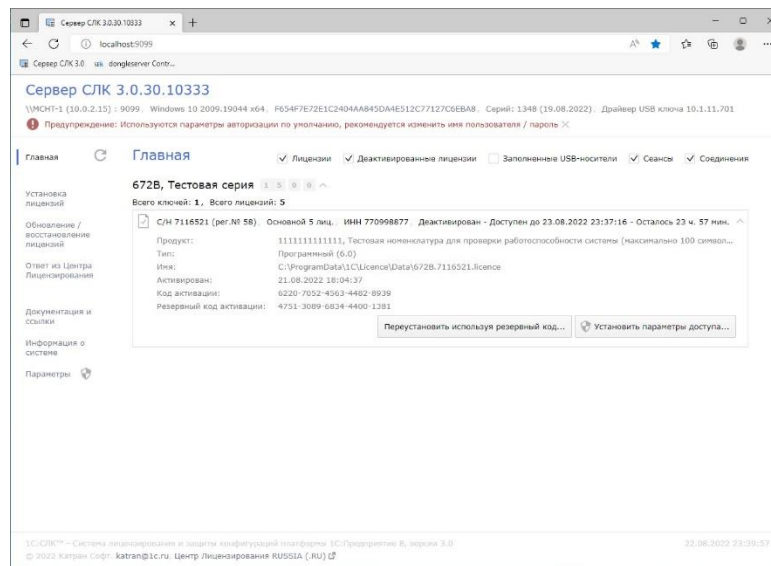 Сервер СЛК 3.0.30.10333
localhost:9099
Сервер СЛК 3.0 dongleserver Contr...
Сервер СЛК 3.0.30.10333
\\МСНТ-1 (10.0.2.15) : 9099, Windows 10 2009.19044 x64, F654F7E72E1C2404AA845DA4E512C77127C6EBA8, Серий: 1348 (19.08.2022), Драйвер USB ключа 10.1.11.701
Предупреждение: Используются параметры авторизации по умолчанию, рекомендуется изменить имя пользователя / пароль
Главная
Установка лицензий
Обновление / восстановление лицензий
Ответ из Центра Лицензирования
Документация и ссылки
Информация о системе
Параметры
Главная
Лицензии Деактивированные лицензии Заполненные USB-носители Сеансы Соединения
672B, Тестовая серия 1 5 0 0
Всего ключей: 1, Всего лицензий: 5
С/Н 7116521 (рег.№ 58), Основной 5 лиц., ИНН 770998877, Деактивирован - Доступен до 23.08.2022 23:37:16 - Осталось 23 ч. 57 мин.
Продукт: 1111111111111, Тестовая номенклатура для проверки работоспособности системы (максимально 100 символ...
Тип: Программный (6.0)
Имя: C:\ProgramData\1C\Licence\Data\672B.7116521.licence
Активирован: 21.08.2022 18:04:37
Код активации: 6220-7052-4563-4482-8939
Резервный код активации: 4751-3089-6834-4400-1381
Переустановить используя резервный код... Установить параметры доступа...
1С:СЛК™ – Система лицензирования и защиты конфигураций платформы 1С:Предприятие 8, версия 3.0
22.08.2022 23:39:57
© 2022 Катран Софт, katran@1c.ru, Центр Лицензирования RUSSIA (.RU)